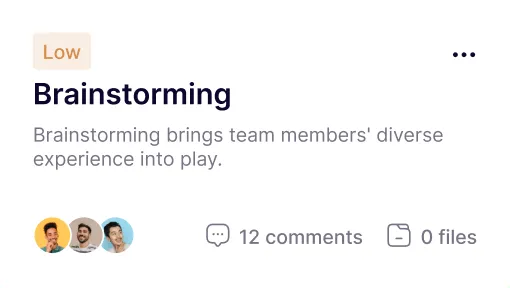 Low
Brainstorming
Brainstorming brings team members' diverse
experience into play.
12 comments
0 files